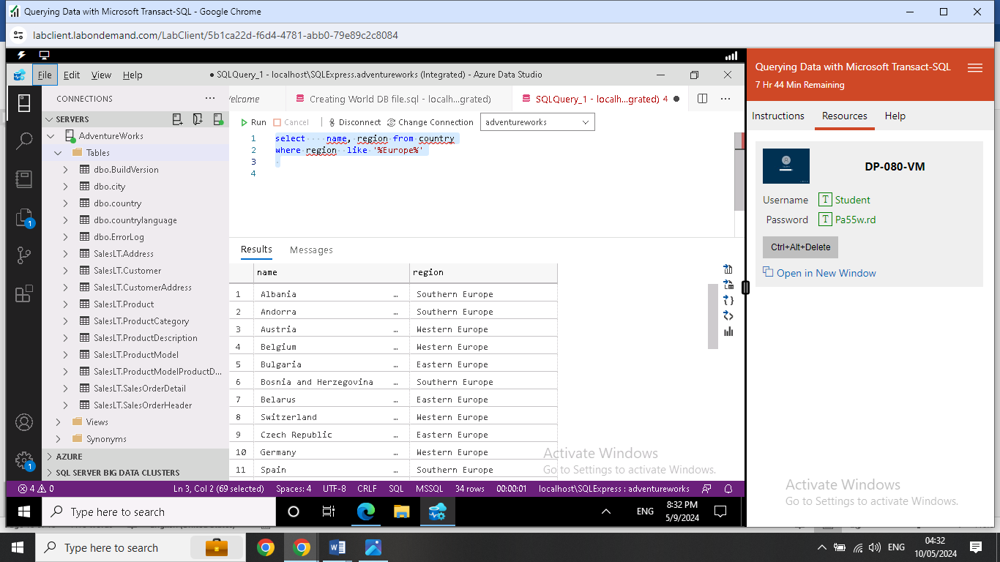 Querying Data with Microsoft Transact-SQL - Google Chrome
labclient.labondemand.com/LabClient/5b1ca22d-f6d4-4781-abb0-79e89c2c8084
File Edit View Help ● SQLQuery_1 - localhost\SQLExpress.adventureworks (Integrated) - Azure Data Studio
CONNECTIONS ···
SERVERS
AdventureWorks
Tables
dbo.BuildVersion
dbo.city
dbo.country
dbo.countrylanguage
dbo.ErrorLog
SalesLT.Address
SalesLT.Customer
SalesLT.CustomerAddress
SalesLT.Product
SalesLT.ProductCategory
SalesLT.ProductDescription
SalesLT.ProductModel
SalesLT.ProductModelProductD...
SalesLT.SalesOrderDetail
SalesLT.SalesOrderHeader
Views
Synonyms
AZURE
SQL SERVER BIG DATA CLUSTERS
1
1
Velcome Creating World DB file.sql - localh...grated) SQLQuery_1 - localh...grated) 4 ●
Run Cancel Disconnect Change Connection adventureworks
1 select    name, region from country
2 where region  like '%Europe%'
3
4
Results Messages
name region
1 Albania … Southern Europe
2 Andorra … Southern Europe
3 Austria … Western Europe
4 Belgium … Western Europe
5 Bulgaria … Eastern Europe
6 Bosnia and Herzegovina … Southern Europe
7 Belarus … Eastern Europe
8 Switzerland … Western Europe
9 Czech Republic … Eastern Europe
10 Germany … Western Europe
11 Spain … Southern Europe
Activate Windows
Go to Settings to activate Windows.
4 0 Ln 3, Col 2 (69 selected) Spaces: 4 UTF-8 CRLF SQL MSSQL 34 rows 00:00:01 localhost\SQLExpress : adventureworks
Type here to search ENG 8:32 PM
5/9/2024
Querying Data with Microsoft Transact-SQL
7 Hr 44 Min Remaining
Instructions Resources Help
DP-080-VM
Username T Student
Password T Pa55w.rd
Ctrl+Alt+Delete
Open in New Window
Activate Windows
Go to Settings to activate Windows.
Type here to search ENG 04:32
10/05/2024